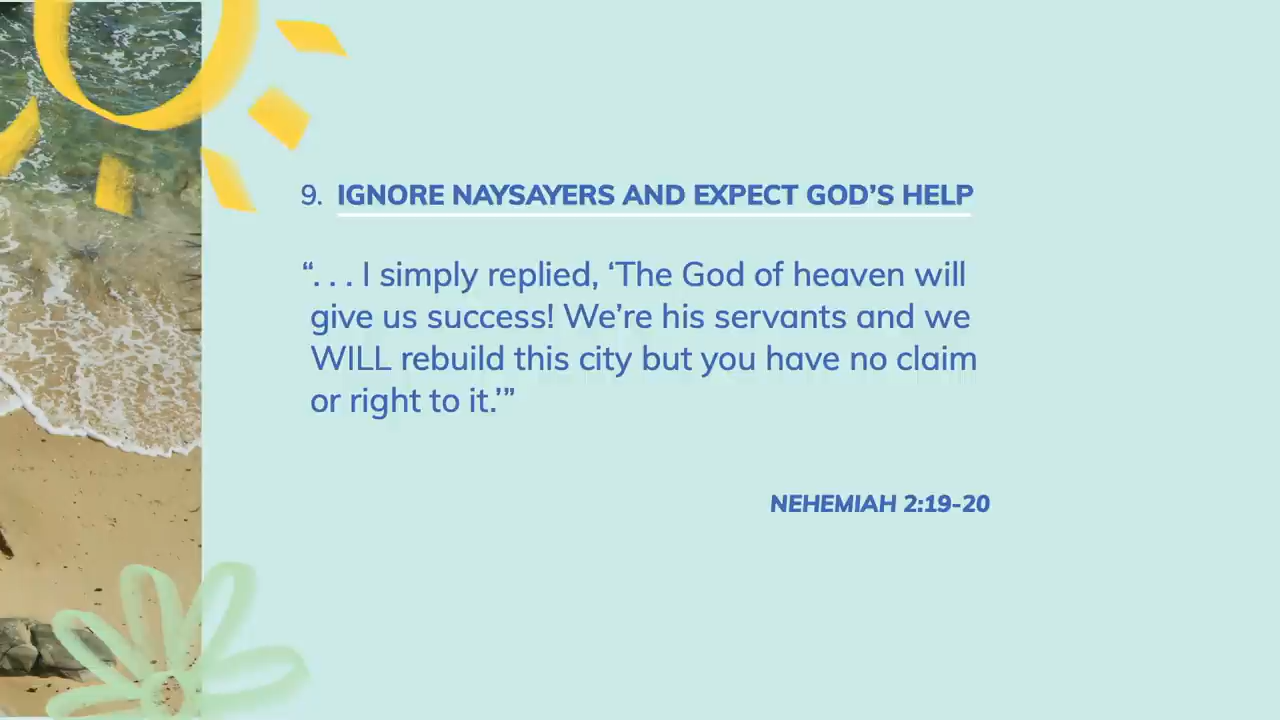 9. IGNORE NAYSAYERS AND EXPECT GOD’S HELP
“. . . I simply replied, ‘The God of heaven will
give us success! We’re his servants and we
WILL rebuild this city but you have no claim
or right to it.’”
NEHEMIAH 2:19-20